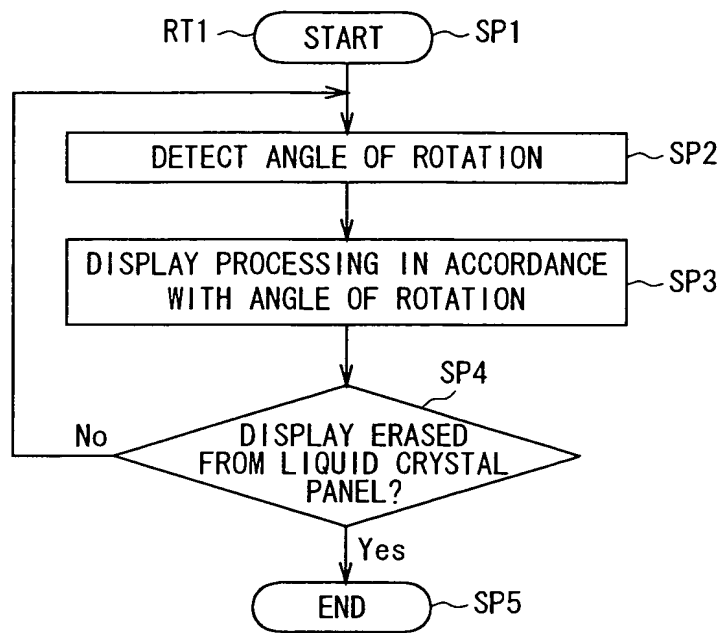 RT1
START
SP1
DETECT ANGLE OF ROTATION
SP2
DISPLAY PROCESSING IN ACCORDANCE
WITH ANGLE OF ROTATION
SP3
SP4
No
DISPLAY ERASED
FROM LIQUID CRYSTAL
PANEL?
Yes
END
SP5